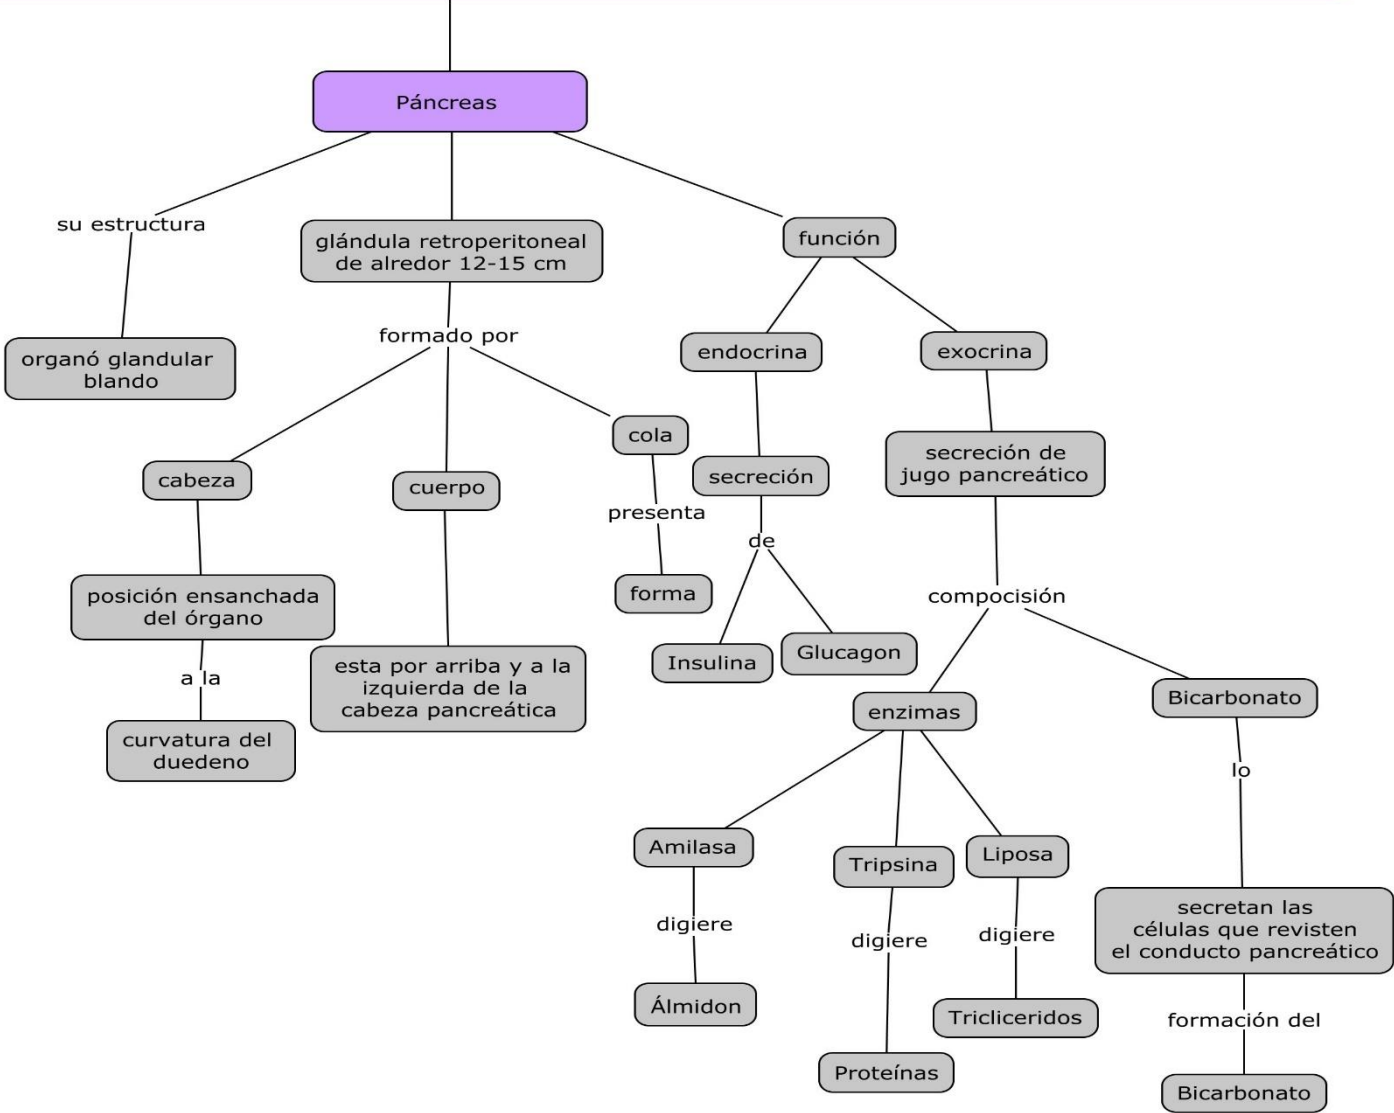 Páncreas
su estructura
organó glandular
blando
glándula retroperitoneal
de alredor 12-15 cm
formado por
cabeza
posición ensanchada
del órgano
a la
curvatura del
duedeno
cuerpo
esta por arriba y a la
izquierda de la
cabeza pancreática
cola
presenta
forma
función
endocrina
secreción
de
Insulina
Glucagon
exocrina
secreción de
jugo pancreático
compocisión
enzimas
Amilasa
digiere
Álmidon
Tripsina
digiere
Proteínas
Liposa
digiere
Tricliceridos
Bicarbonato
lo
secretan las
células que revisten
el conducto pancreático
formación del
Bicarbonato